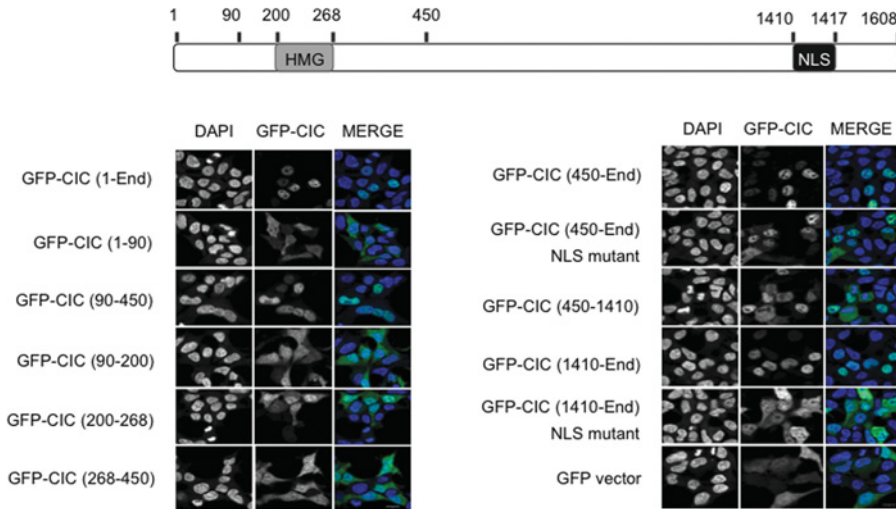 1 90 200 268 450 1410 1417 1608
HMG NLS
DAPI GFP-CIC MERGE
GFP-CIC (1-End)
GFP-CIC (1-90)
GFP-CIC (90-450)
GFP-CIC (90-200)
GFP-CIC (200-268)
GFP-CIC (268-450)
DAPI GFP-CIC MERGE
GFP-CIC (450-End)
GFP-CIC (450-End)
NLS mutant
GFP-CIC (450-1410)
GFP-CIC (1410-End)
GFP-CIC (1410-End)
NLS mutant
GFP vector